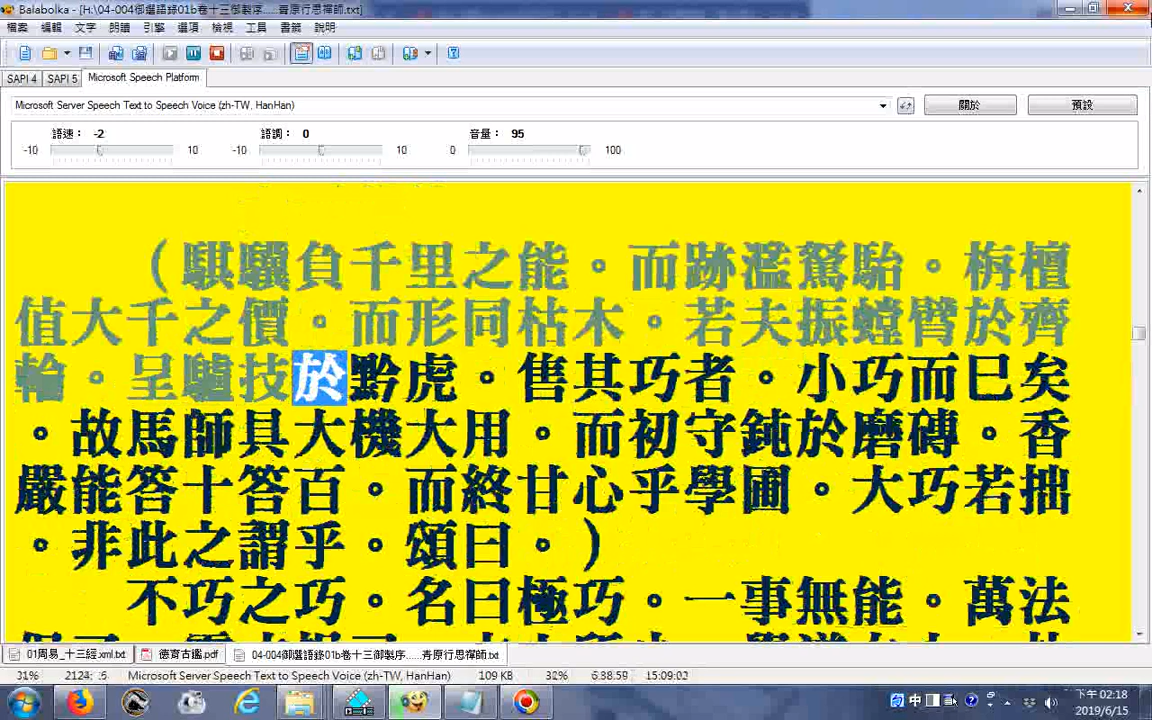 Balabolka - [H:\04-004御選語錄01b卷十三御製序.....靑原行思禪師.txt]
檔案 編輯 文字 朗讀 引擎 選項 檢視 工具 書籤 說明
SAPI 4 SAPI 5 Microsoft Speech Platform
Microsoft Server Speech Text to Speech Voice (zh-TW, HanHan) 關於 預設
語速： -2 語調： 0 音量： 95
-10 10 -10 10 0 100
（騏驥負千里之能。而跡濫駑駘。栴檀
值大千之價。而形同枯木。若夫振螳臂於齊
輪。呈驢技於黔虎。售其巧者。小巧而巳矣
。故馬師具大機大用。而初守鈍於磨磚。香
嚴能答十答百。而終甘心乎學圃。大巧若拙
。非此之謂乎。頌曰。）
不巧之巧。名曰極巧。一事無能。萬法
01周易_十三經.xml.txt 德育古鑑.pdf 04-004御選語錄01b卷十三御製序.....靑原行思禪師.txt
31% 2124: :5 Microsoft Server Speech Text to Speech Voice (zh-TW, HanHan) 109 KB 32% 6.38.59 15:09:02
中 下午 02:18
2019/6/15